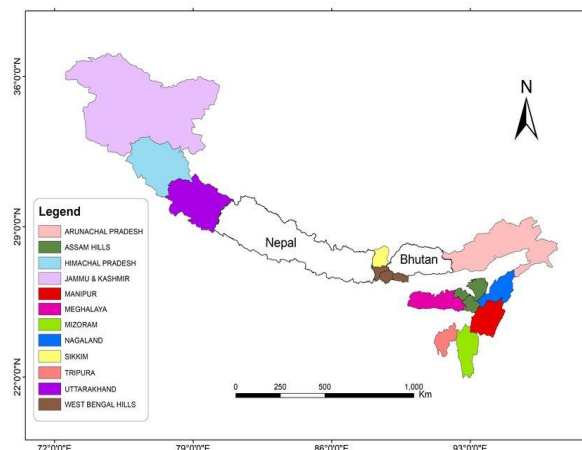 36°0'0"N
29°0'0"N
22°0'0"N
N
Nepal
Bhutan
Legend
ARUNACHAL PRADESH
ASSAM HILLS
HIMACHAL PRADESH
JAMMU & KASHMIR
MANIPUR
MEGHALAYA
MIZORAM
NAGALAND
SIKKIM
TRIPURA
UTTARAKHAND
WEST BENGAL HILLS
0 250 500 1,000
Km
72°0'0"E 79°0'0"E 86°0'0"E 93°0'0"E